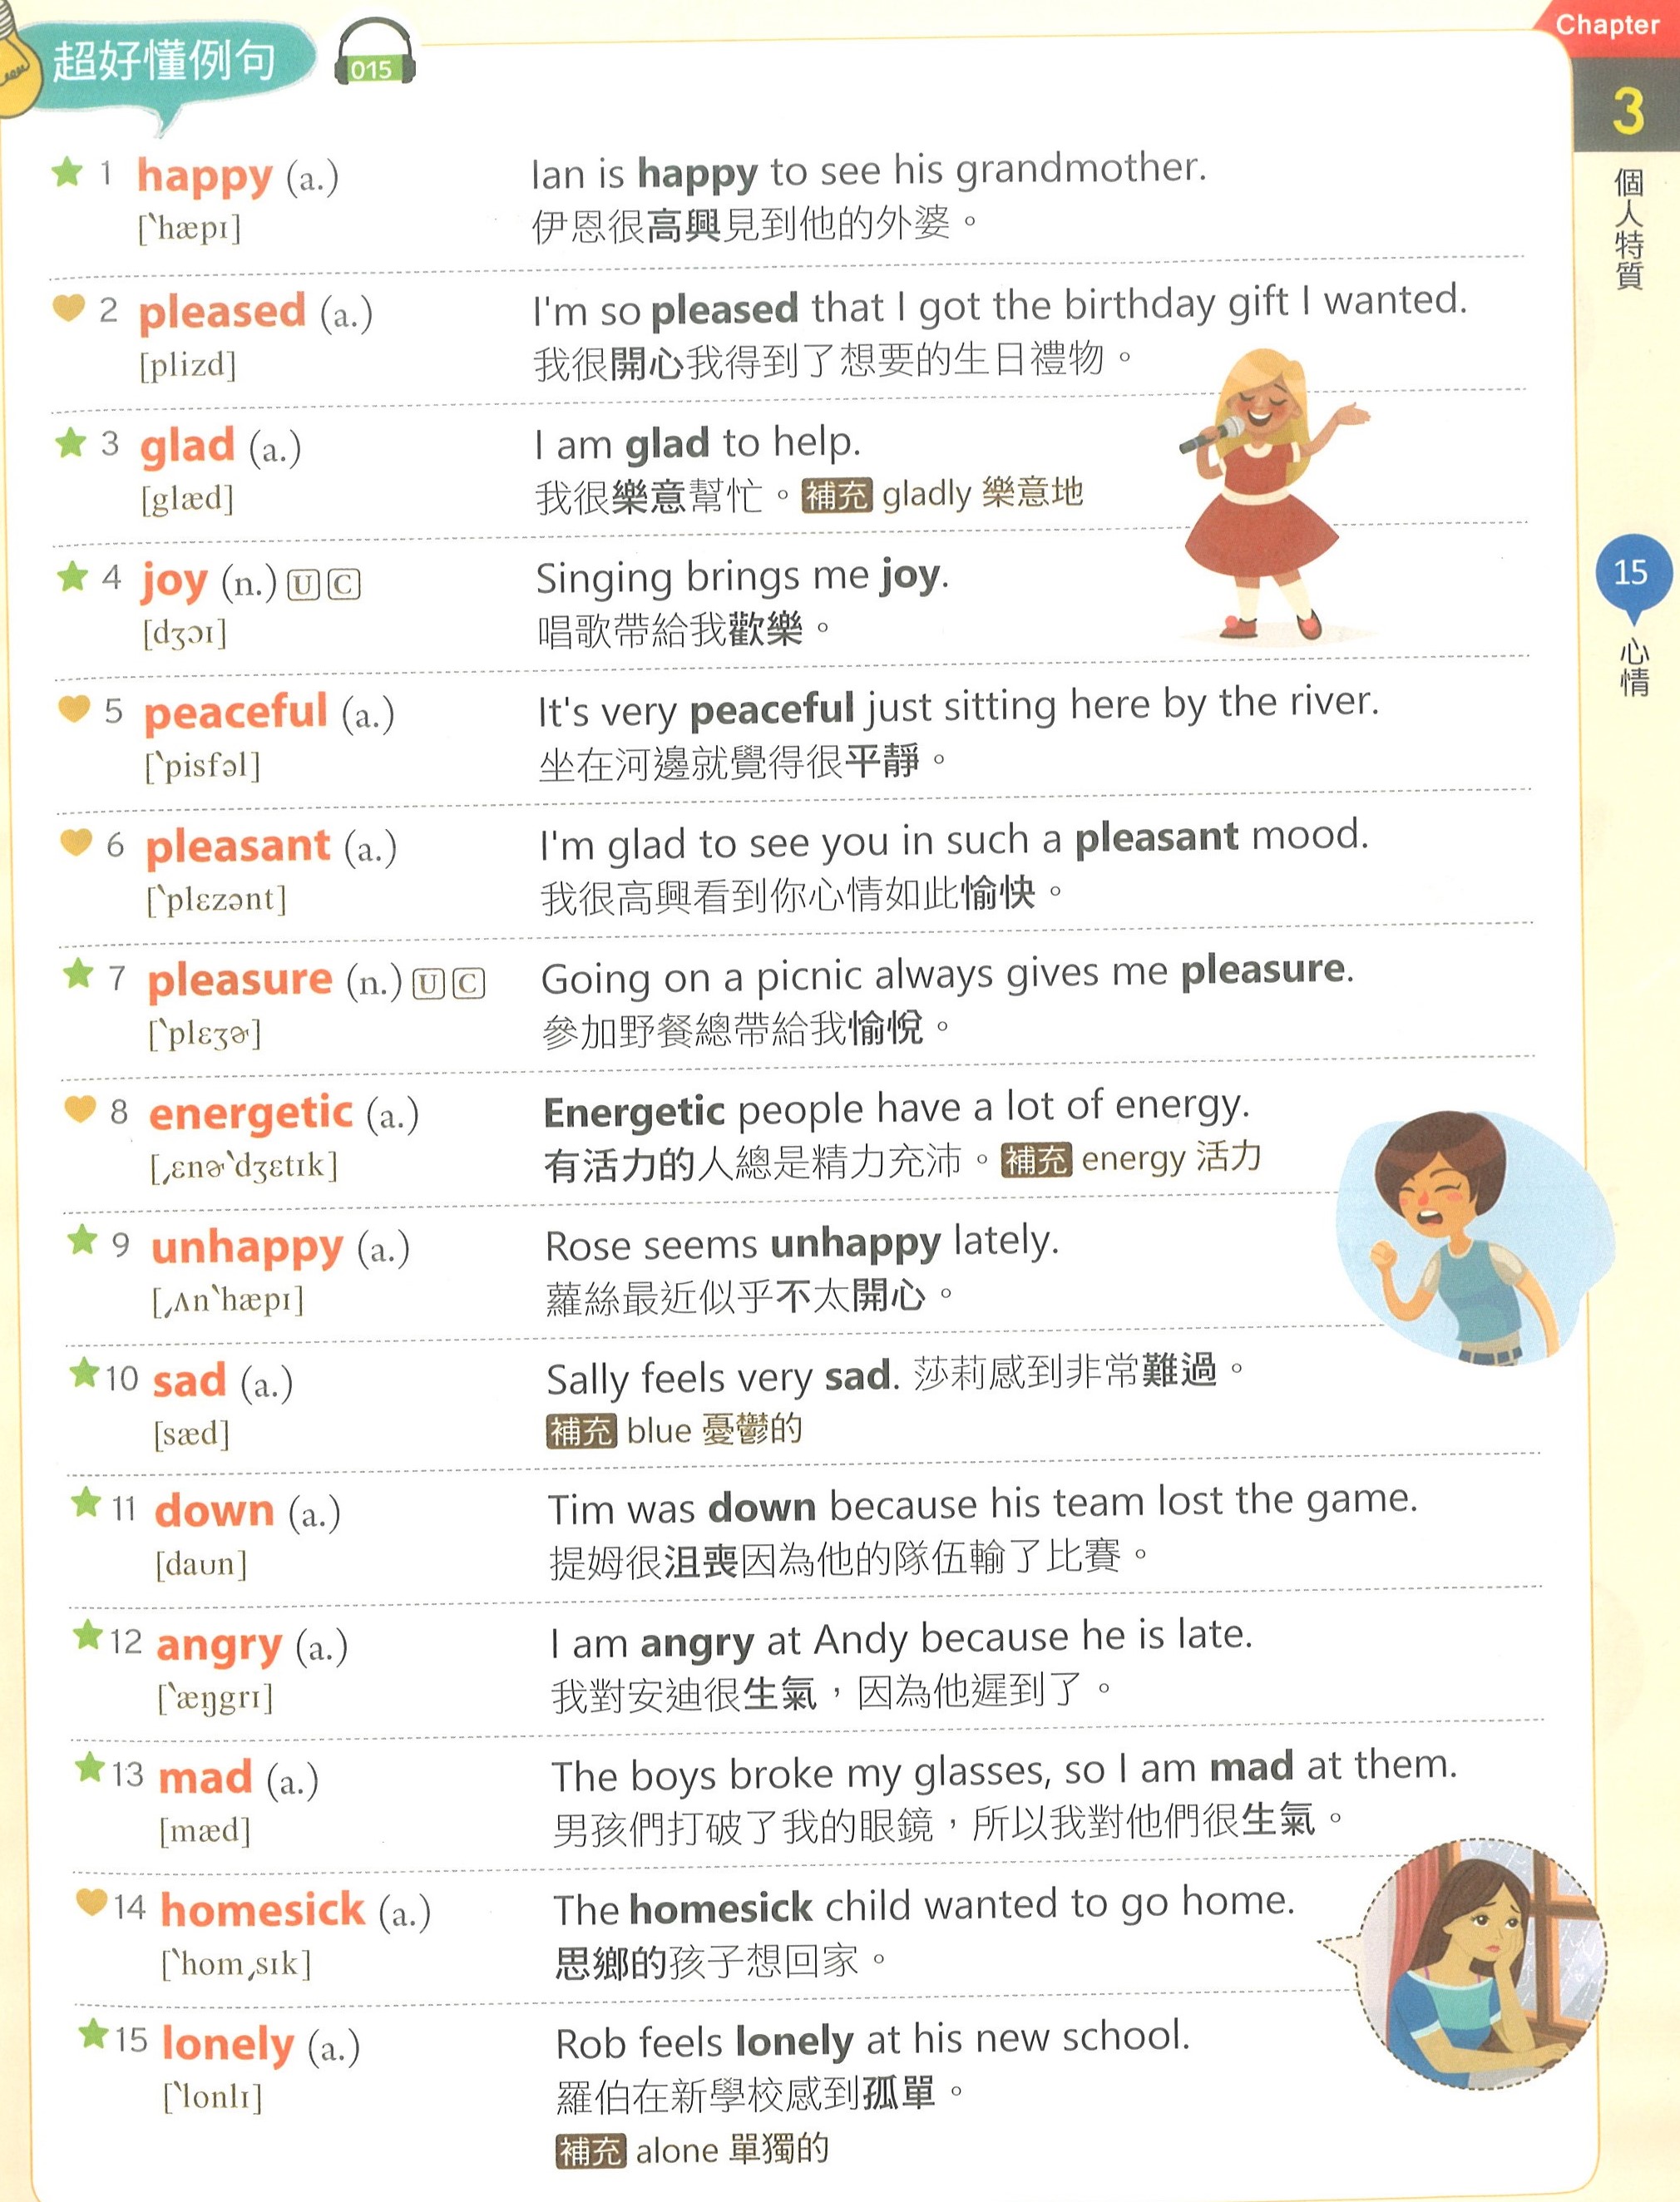 超好懂例句
015
Chapter
3
個人特質
15
心情
1 happy (a.)
[ˋhæpɪ]
Ian is happy to see his grandmother.
伊恩很高興見到他的外婆。
2 pleased (a.)
[plizd]
I'm so pleased that I got the birthday gift I wanted.
我很開心我得到了想要的生日禮物。
3 glad (a.)
[glæd]
I am glad to help.
我很樂意幫忙。補充 gladly 樂意地
4 joy (n.) U C
[dʒɔɪ]
Singing brings me joy.
唱歌帶給我歡樂。
5 peaceful (a.)
[ˋpisfəl]
It's very peaceful just sitting here by the river.
坐在河邊就覺得很平靜。
6 pleasant (a.)
[ˋplɛzənt]
I'm glad to see you in such a pleasant mood.
我很高興看到你心情如此愉快。
7 pleasure (n.) U C
[ˋplɛʒɚ]
Going on a picnic always gives me pleasure.
參加野餐總帶給我愉悅。
8 energetic (a.)
[ˏɛnɚˋdʒɛtɪk]
Energetic people have a lot of energy.
有活力的人總是精力充沛。補充 energy 活力
9 unhappy (a.)
[ˏʌnˋhæpɪ]
Rose seems unhappy lately.
蘿絲最近似乎不太開心。
10 sad (a.)
[sæd]
Sally feels very sad. 莎莉感到非常難過。
補充 blue 憂鬱的
11 down (a.)
[daʊn]
Tim was down because his team lost the game.
提姆很沮喪因為他的隊伍輸了比賽。
12 angry (a.)
[ˋæŋgrɪ]
I am angry at Andy because he is late.
我對安迪很生氣，因為他遲到了。
13 mad (a.)
[mæd]
The boys broke my glasses, so I am mad at them.
男孩們打破了我的眼鏡，所以我對他們很生氣。
14 homesick (a.)
[ˋhomˏsɪk]
The homesick child wanted to go home.
思鄉的孩子想回家。
15 lonely (a.)
[ˋlonlɪ]
Rob feels lonely at his new school.
羅伯在新學校感到孤單。
補充 alone 單獨的